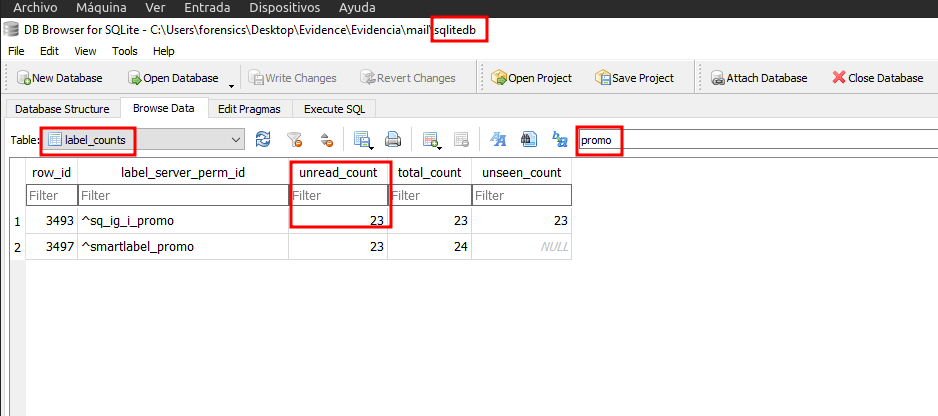 Archivo Máquina Ver Entrada Dispositivos Ayuda
DB Browser for SQLite - C:\Users\forensics\Desktop\Evidence\Evidencia\mail\sqlitedb
File Edit View Tools Help
New Database Open Database Write Changes Revert Changes Open Project Save Project Attach Database Close Database
Database Structure Browse Data Edit Pragmas Execute SQL
Table: label_counts promo
row_id label_server_perm_id unread_count total_count unseen_count
Filter Filter Filter Filter Filter
1 3493 ^sq_ig_i_promo 23 23 23
2 3497 ^smartlabel_promo 23 24 NULL